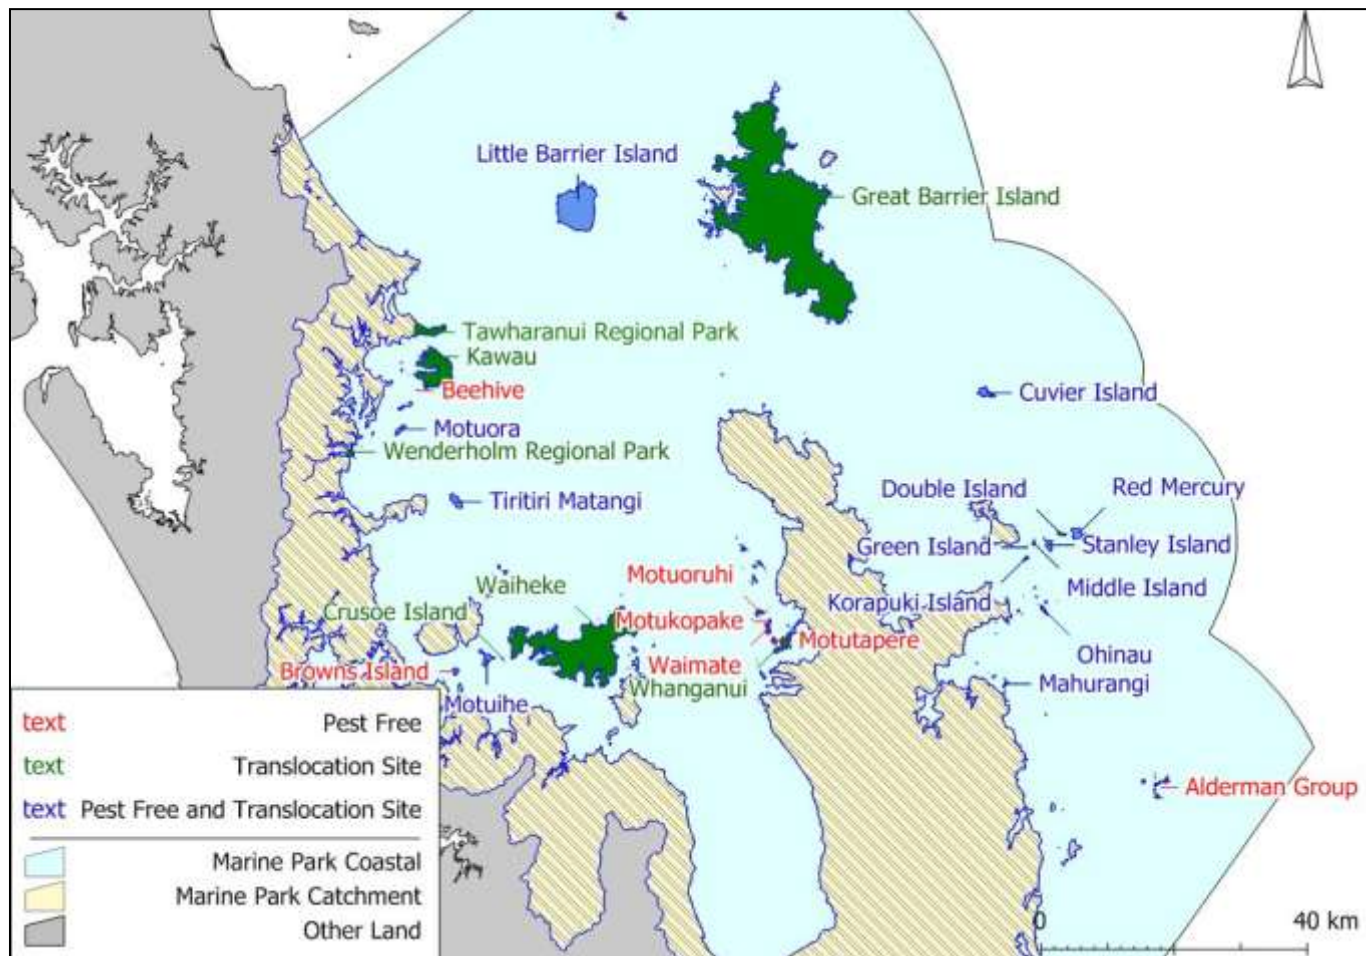 Little Barrier Island
Great Barrier Island
Tawharanui Regional Park
Kawau
Beehive
Cuvier Island
Motuora
Wenderholm Regional Park
Double Island
Red Mercury
Tiritiri Matangi
Green Island
Stanley Island
Motuoruhi
Waiheke
Middle Island
Korapuki Island
Crusoe Island
Motukopake
Motutapere
Ohinau
Browns Island
Waimate
Whanganui
Mahurangi
Motuihe
text Pest Free
text Translocation Site
text Pest Free and Translocation Site
Alderman Group
Marine Park Coastal
Marine Park Catchment
Other Land
0 40 km